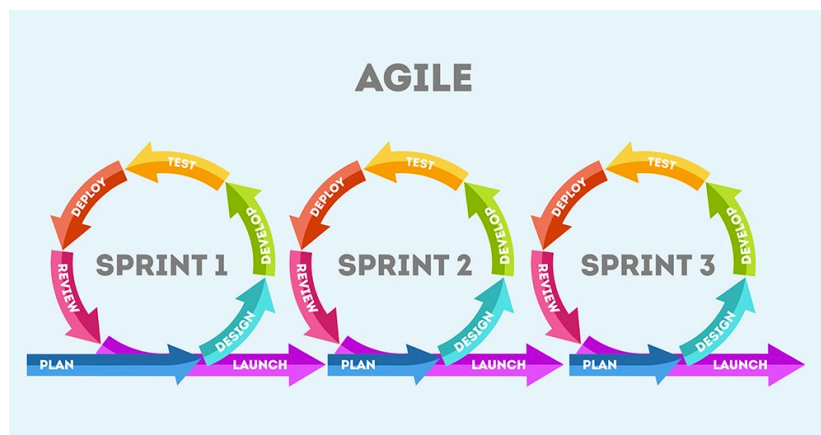 AGILE
TEST
TEST
TEST
DEPLOY
DEVELOP
DEPLOY
DEVELOP
DEPLOY
DEVELOP
SPRINT 1
SPRINT 2
SPRINT 3
REVIEW
DESIGN
REVIEW
DESIGN
REVIEW
DESIGN
PLAN
LAUNCH
PLAN
LAUNCH
PLAN
LAUNCH